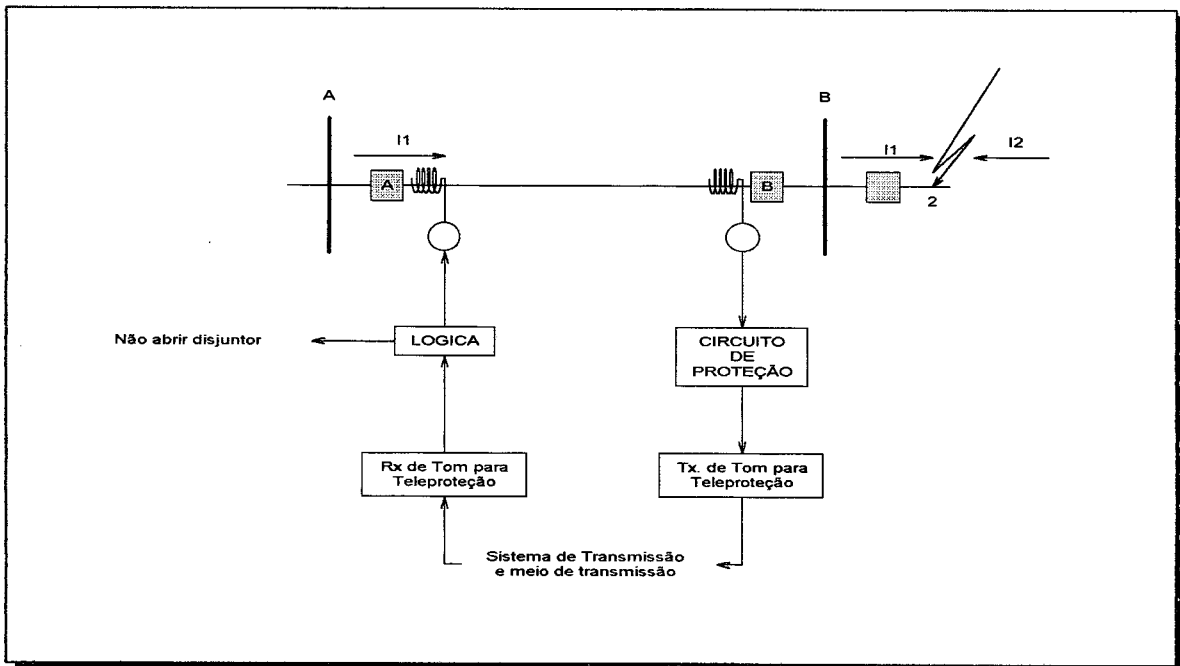 A
B
I1
I1
I2
A
B
2
Não abrir disjuntor
LOGICA
CIRCUITO
DE
PROTEÇÃO
Rx de Tom para
Teleproteção
Tx. de Tom para
Teleproteção
Sistema de Transmissão
e meio de transmissão